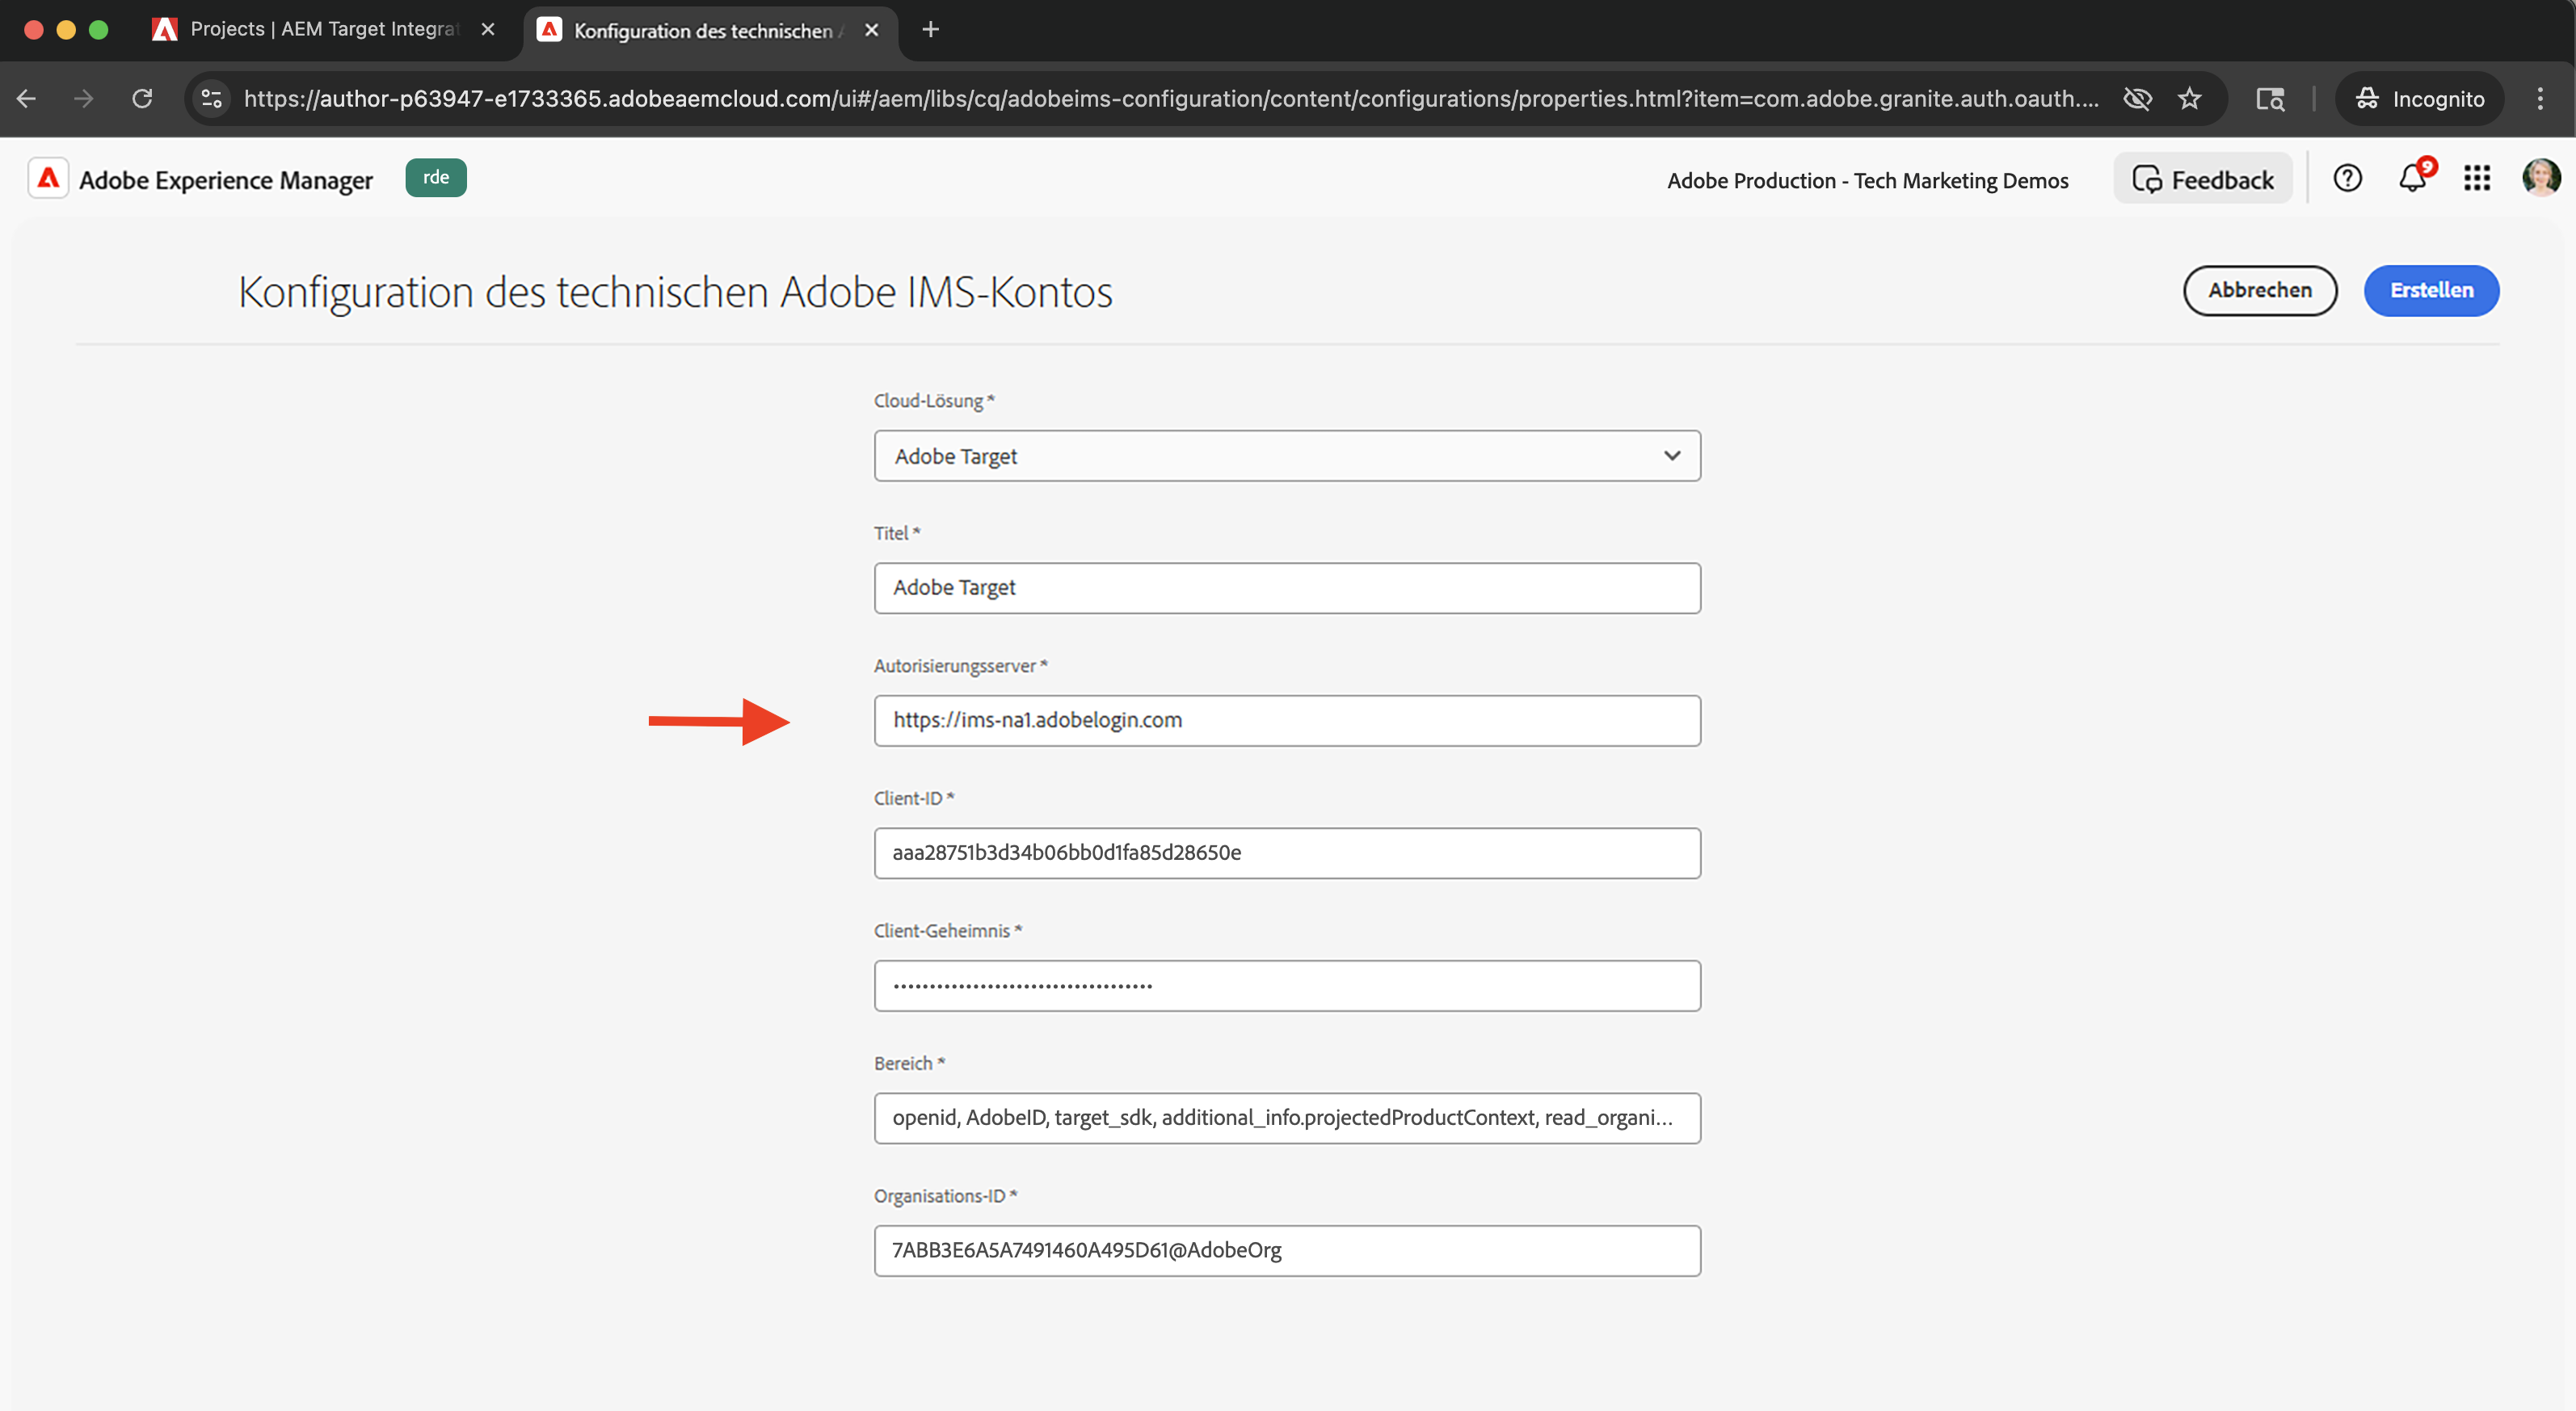 Projects | AEM Target Integrat
Konfiguration des technischen A
https://author-p63947-e1733365.adobeaemcloud.com/ui#/aem/libs/cq/adobeims-configuration/content/configurations/properties.html?item=com.adobe.granite.auth.oauth....
Incognito
Adobe Experience Manager
rde
Adobe Production - Tech Marketing Demos
Feedback
9
Konfiguration des technischen Adobe IMS-Kontos
Abbrechen
Erstellen
Cloud-Lösung *
Adobe Target
Titel *
Adobe Target
Autorisierungsserver *
https://ims-na1.adobelogin.com
Client-ID *
aaa28751b3d34b06bb0d1fa85d28650e
Client-Geheimnis *
Bereich *
openid, AdobeID, target_sdk, additional_info.projectedProductContext, read_organi...
Organisations-ID *
7ABB3E6A5A7491460A495D61@AdobeOrg